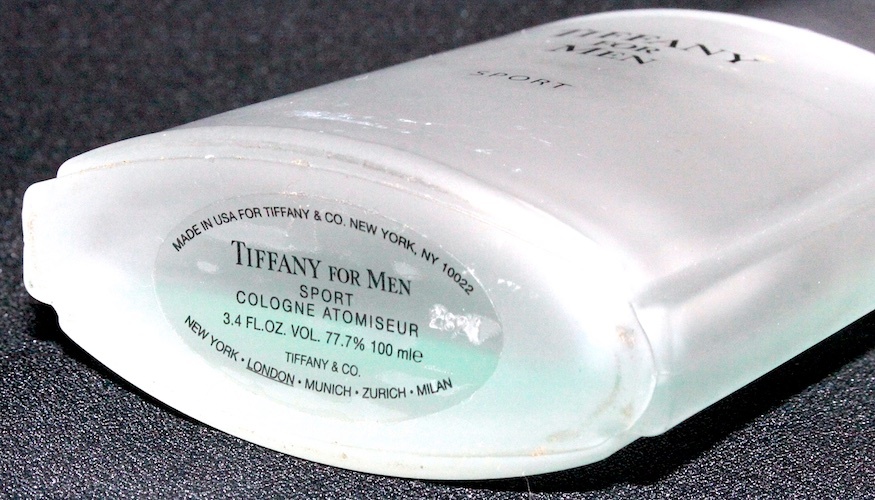 TIFFANY
FOR
MEN
SPORT
MADE IN USA FOR TIFFANY & CO. NEW YORK, NY 10022
TIFFANY FOR MEN
SPORT
COLOGNE ATOMISEUR
3.4 FL.OZ. VOL. 77.7% 100 ml℮
TIFFANY & CO.
NEW YORK • LONDON • MUNICH • ZURICH • MILAN